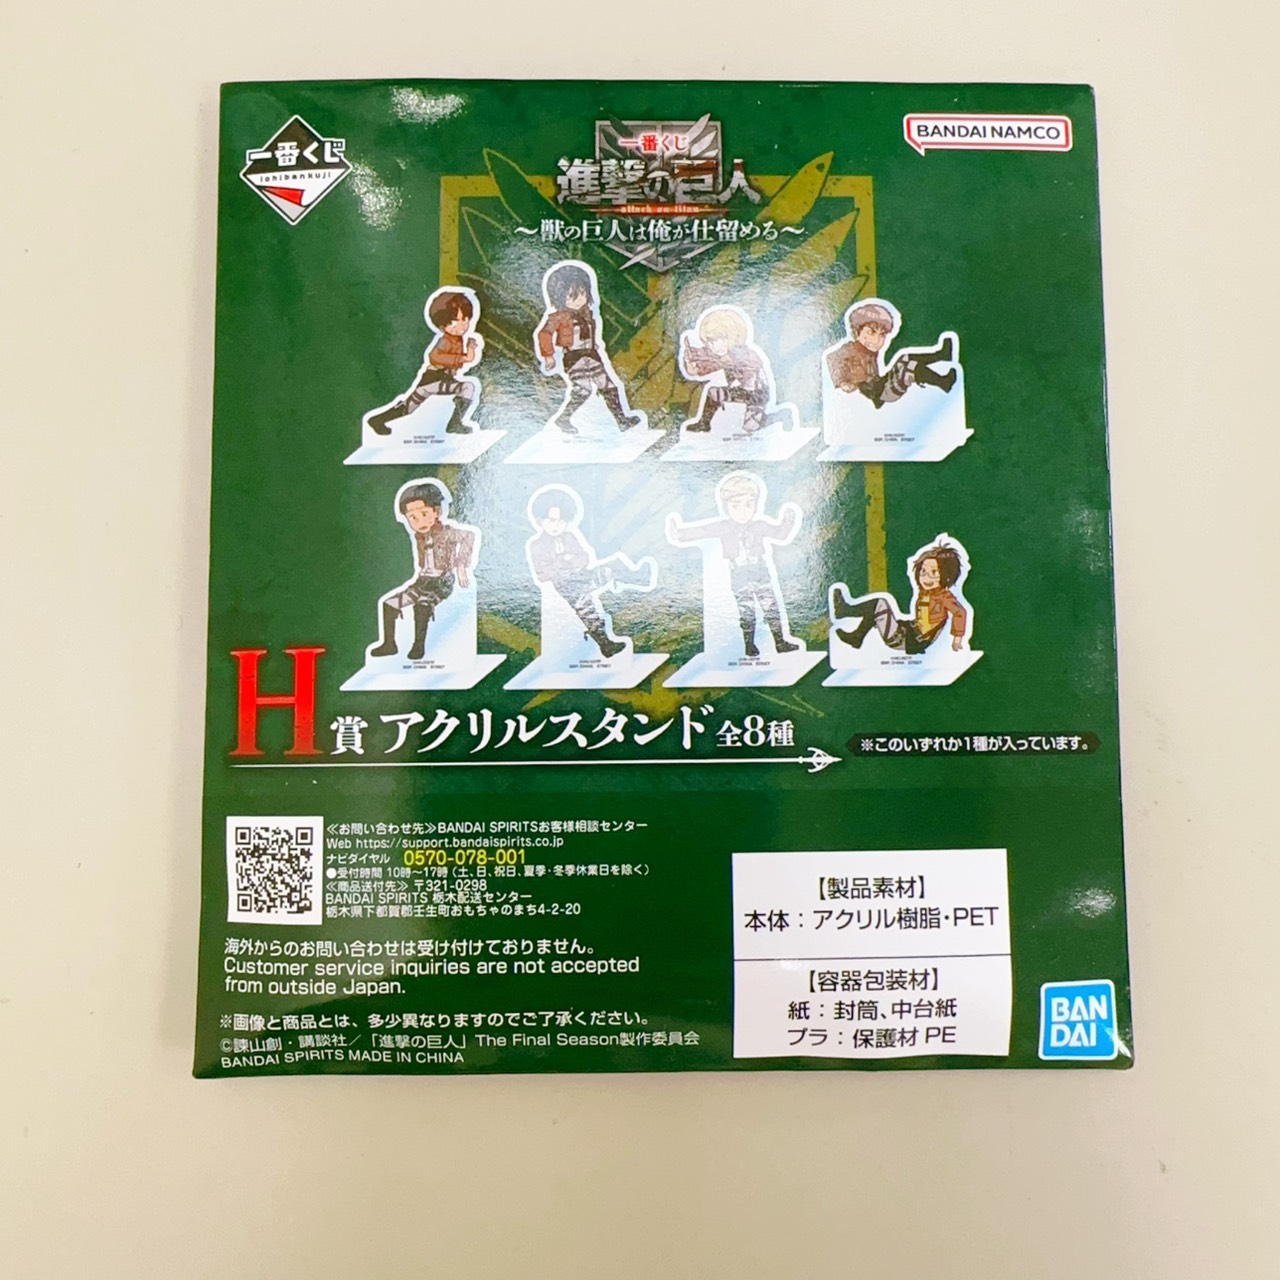 一番くじ
ichibankuji
一番くじ
進撃の巨人
attack on titan
～獣の巨人は俺が仕留める～
BANDAI NAMCO
H賞 アクリルスタンド 全8種
※このいずれか1種が入っています。
≪お問い合わせ先≫BANDAI SPIRITSお客様相談センター
Web https://support.bandaispirits.co.jp
ナビダイヤル 0570-078-001
●受付時間 10時～17時（土、日、祝日、夏季・冬季休業日を除く）
≪商品送付先≫ 〒321-0298
BANDAI SPIRITS 栃木配送センター
栃木県下都賀郡壬生町おもちゃのまち4-2-20
海外からのお問い合わせは受け付けておりません。
Customer service inquiries are not accepted
from outside Japan.
※画像と商品とは、多少異なりますのでご了承ください。
©諫山創・講談社／「進撃の巨人」The Final Season製作委員会
BANDAI SPIRITS MADE IN CHINA
【製品素材】
本体：アクリル樹脂・PET
【容器包装材】
紙：封筒、中台紙
プラ：保護材 PE
BAN
DAI